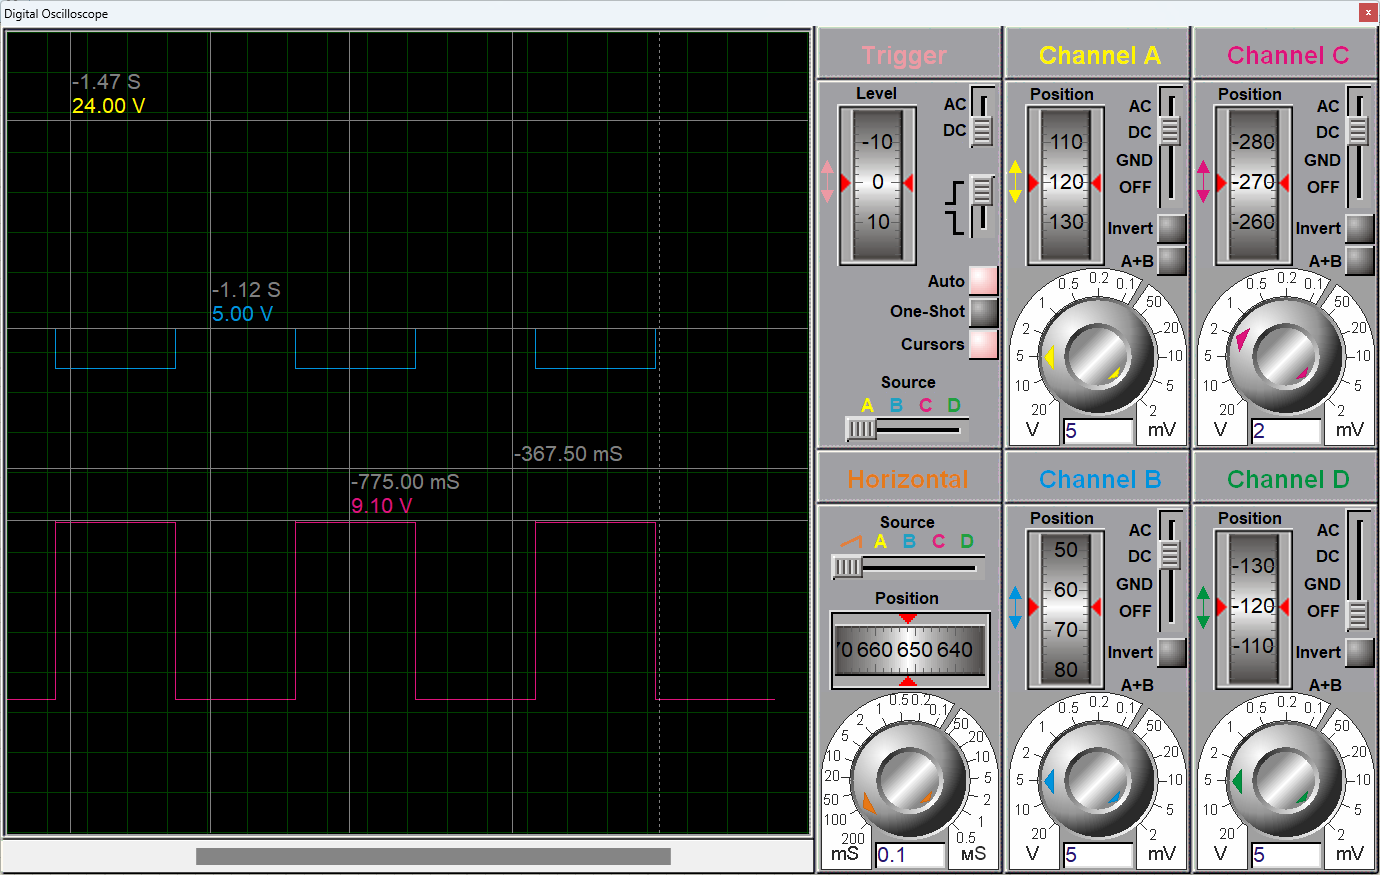 Digital Oscilloscope
x
-1.47 S
24.00 V
-1.12 S
5.00 V
-367.50 mS
-775.00 mS
9.10 V
Trigger
Level
-10
0
10
AC
DC
Auto
One-Shot
Cursors
Source
A B C D
Channel A
Position
110
120
130
AC
DC
GND
OFF
Invert
A+B
20
10
5
2
1
0.5
0.2
0.1
50
20
10
5
2
V
5
mV
Channel C
Position
-280
-270
-260
AC
DC
GND
OFF
Invert
A+B
20
10
5
2
1
0.5
0.2
0.1
50
20
10
5
2
V
2
mV
Horizontal
Source
A B C D
Position
70 660 650 640
200
100
50
20
10
5
2
1
0.5
0.2
0.1
50
20
10
5
2
1
0.5
mS
0.1
мS
Channel B
Position
50
60
70
80
AC
DC
GND
OFF
Invert
A+B
20
10
5
2
1
0.5
0.2
0.1
50
20
10
5
2
V
5
mV
Channel D
Position
-130
-120
-110
AC
DC
GND
OFF
Invert
A+B
20
10
5
2
1
0.5
0.2
0.1
50
20
10
5
2
V
5
mV